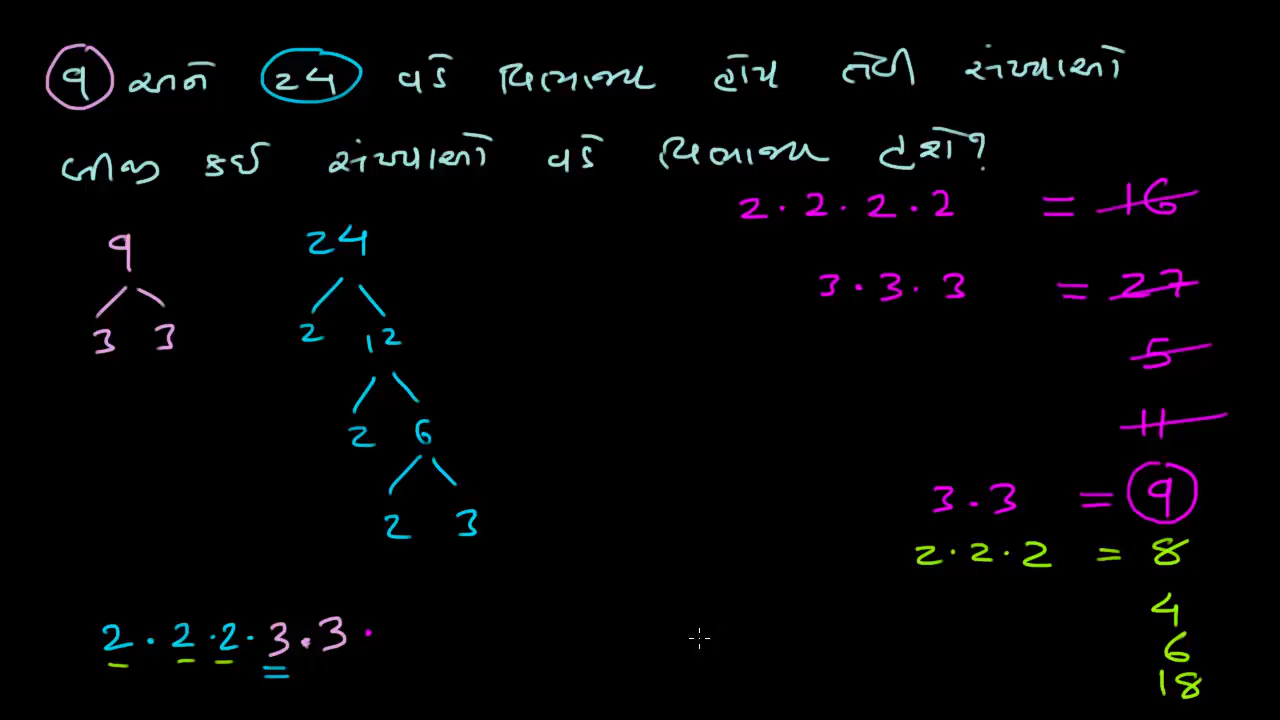 9 અને 24 વડે વિભાજ્ય હોય તેવી સંખ્યાઓ
બીજી કઈ સંખ્યાઓ વડે વિભાજ્ય હશે?
2 · 2 · 2 · 2 = 16
9 24
3 · 3 · 3 = 27
3 3 2 12
5
2 6
11
3 · 3 = 9
2 3
2 · 2 · 2 = 8
4
2 · 2 · 2 · 3 · 3 ·
6
18